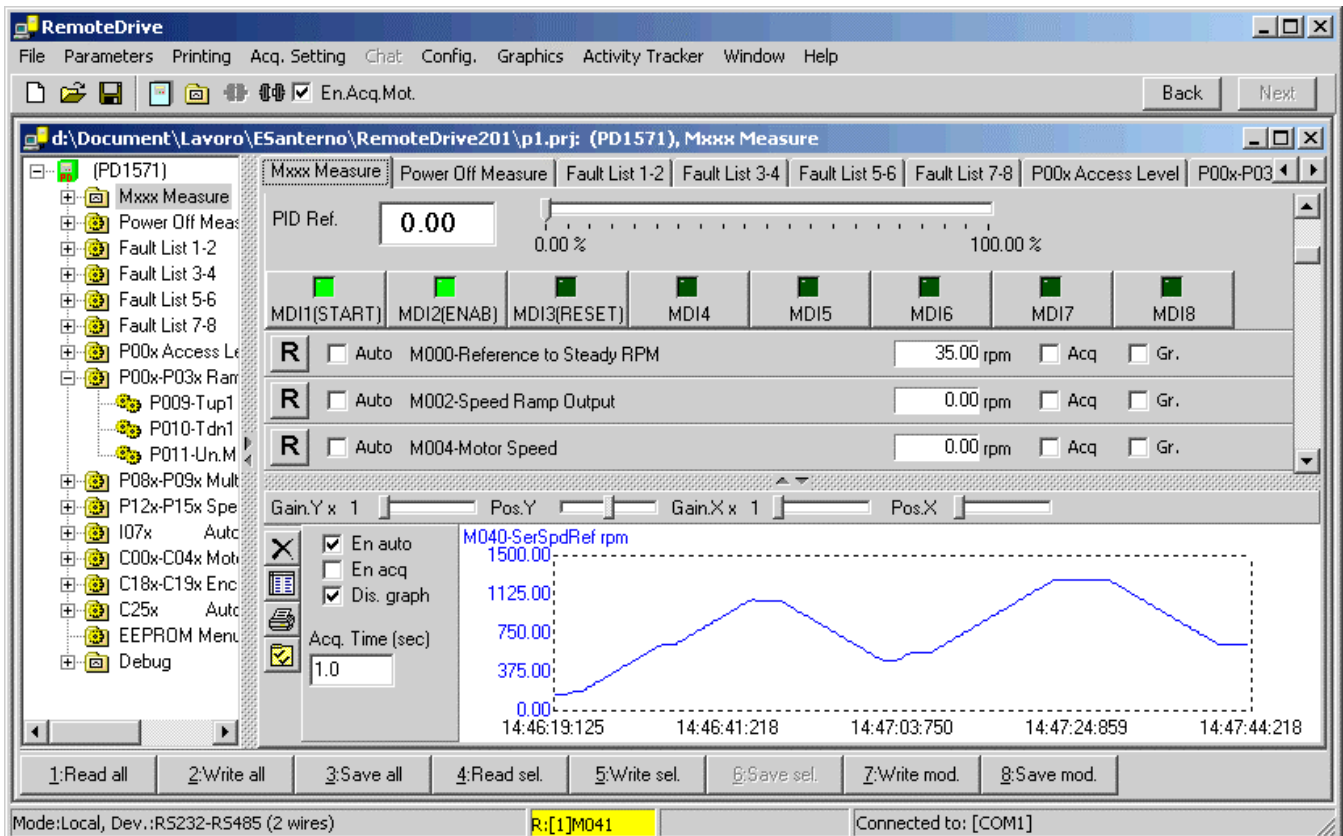 RemoteDrive
File Parameters Printing Acq. Setting Chat Config. Graphics Activity Tracker Window Help
En.Acq.Mot. Back Next
d:\Document\Lavoro\ESanterno\RemoteDrive201\p1.prj: (PD1571), Mxxx Measure
(PD1571)
Mxxx Measure
Power Off Meas
Fault List 1-2
Fault List 3-4
Fault List 5-6
Fault List 7-8
P00x Access Le
P00x-P03x Ram
P009-Tup1
P010-Tdn1
P011-Un.M
P08x-P09x Mult
P12x-P15x Spe
I07x Auto
C00x-C04x Moto
C18x-C19x Enc
C25x Auto
EEPROM Menu
Debug
Mxxx Measure Power Off Measure Fault List 1-2 Fault List 3-4 Fault List 5-6 Fault List 7-8 P00x Access Level P00x-P03
PID Ref. 0.00
0.00 % 100.00 %
MDI1(START) MDI2(ENAB) MDI3(RESET) MDI4 MDI5 MDI6 MDI7 MDI8
R Auto M000-Reference to Steady RPM 35.00 rpm Acq Gr.
R Auto M002-Speed Ramp Output 0.00 rpm Acq Gr.
R Auto M004-Motor Speed 0.00 rpm Acq Gr.
Gain.Y x 1 Pos.Y Gain.X x 1 Pos.X
En auto
En acq
Dis. graph
Acq. Time (sec)
1.0
M040-SerSpdRef rpm
1500.00
1125.00
750.00
375.00
0.00
14:46:19:125 14:46:41:218 14:47:03:750 14:47:24:859 14:47:44:218
1:Read all 2:Write all 3:Save all 4:Read sel. 5:Write sel. 6:Save sel. 7:Write mod. 8:Save mod.
Mode:Local, Dev.:RS232-RS485 (2 wires) R:[1]M041 Connected to: [COM1]